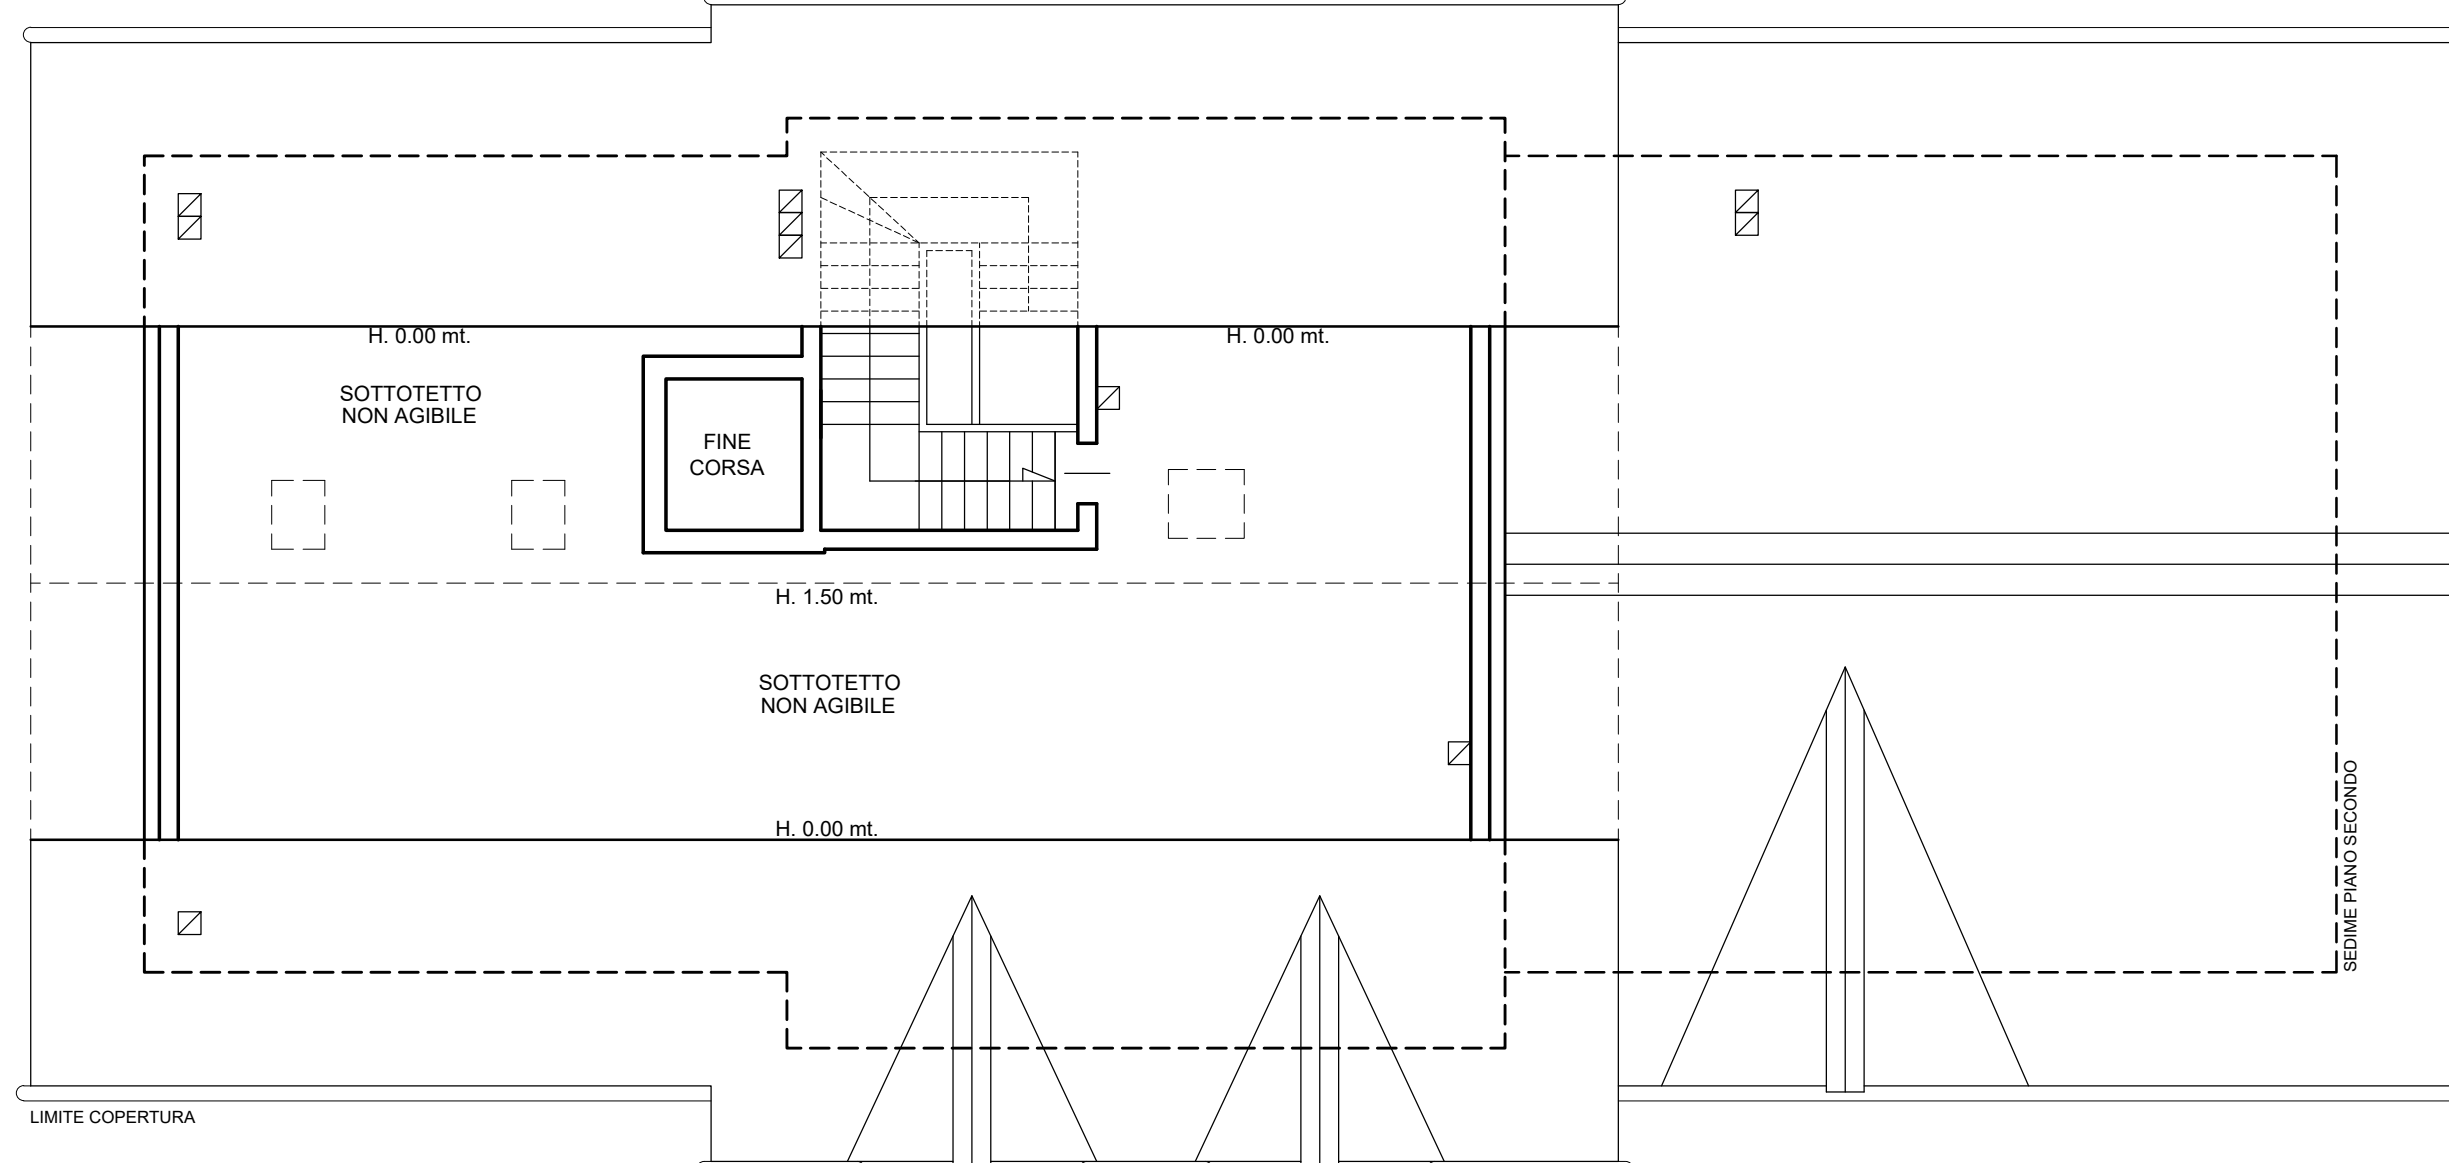 H. 0.00 mt.
H. 0.00 mt.
SOTTOTETTO
NON AGIBILE
FINE
CORSA
H. 1.50 mt.
SOTTOTETTO
NON AGIBILE
H. 0.00 mt.
SEDIME PIANO SECONDO
LIMITE COPERTURA